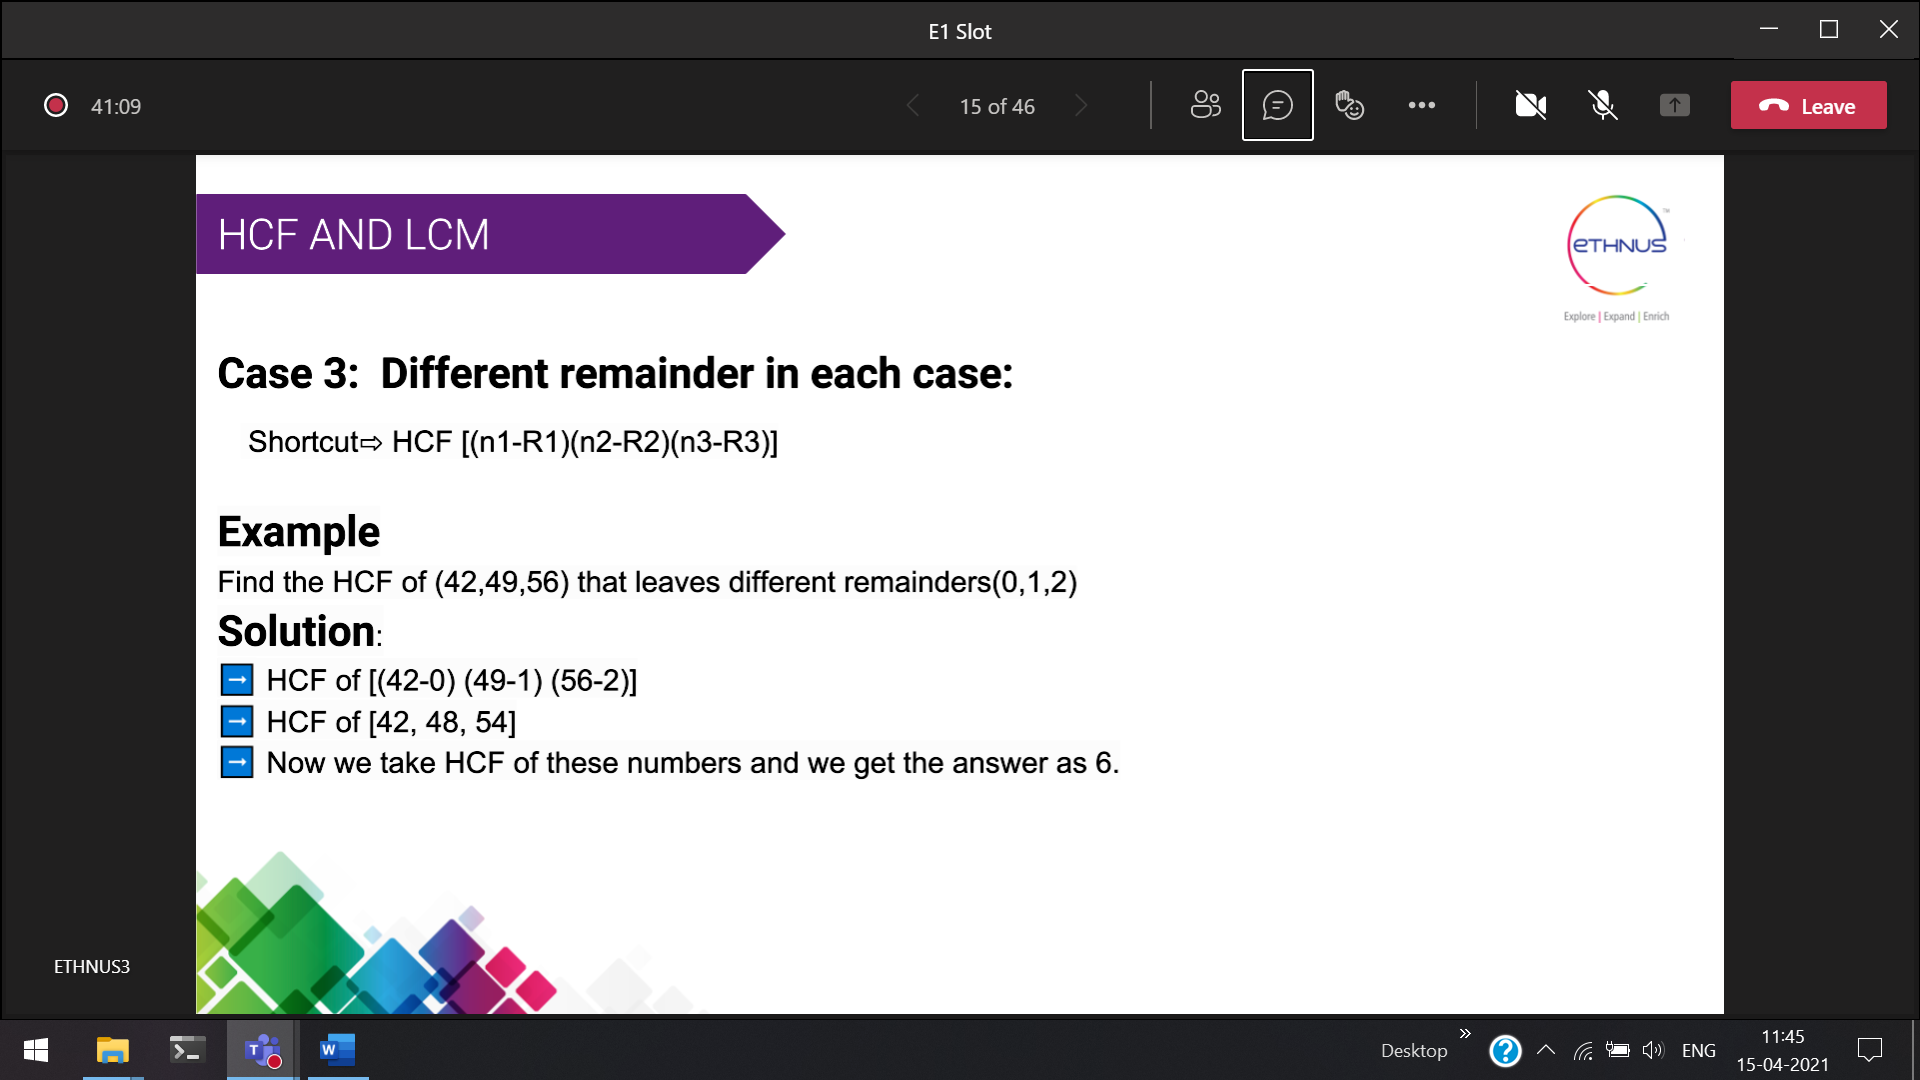 E1 Slot
41:09
15 of 46
Leave
HCF AND LCM
eTHNUS
TM
Explore | Expand | Enrich
Case 3: Different remainder in each case:
Shortcut⇨ HCF [(n1-R1)(n2-R2)(n3-R3)]
Example
Find the HCF of (42,49,56) that leaves different remainders(0,1,2)
Solution:
➡ HCF of [(42-0) (49-1) (56-2)]
➡ HCF of [42, 48, 54]
➡ Now we take HCF of these numbers and we get the answer as 6.
ETHNUS3
T
W
Desktop
ENG
11:45
15-04-2021